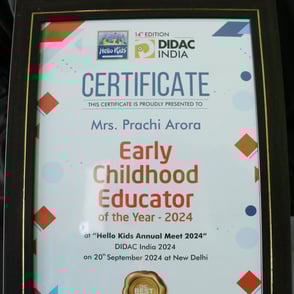 14th EDITION
Hello Kids
DIDAC
INDIA
CERTIFICATE
THIS CERTIFICATE IS PROUDLY PRESENTED TO
Mrs. Prachi Arora
Early
Childhood
Educator
of the Year - 2024
at "Hello Kids Annual Meet 2024"
DIDAC India 2024
on 20th September 2024 at New Delhi
BEST